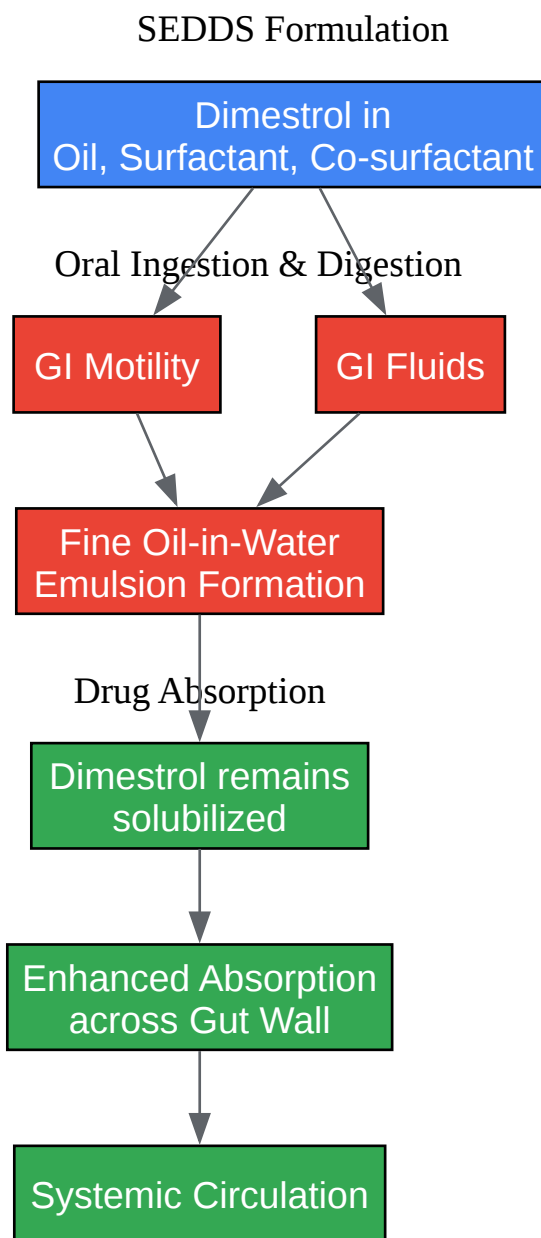 SEDDS Formulation
Dimestrol in
Oil, Surfactant, Co-surfactant
Oral Ingestion & Digestion
GI Motility
GI Fluids
Fine Oil-in-Water
Emulsion Formation
Drug Absorption
Dimestrol remains
solubilized
Enhanced Absorption
across Gut Wall
Systemic Circulation